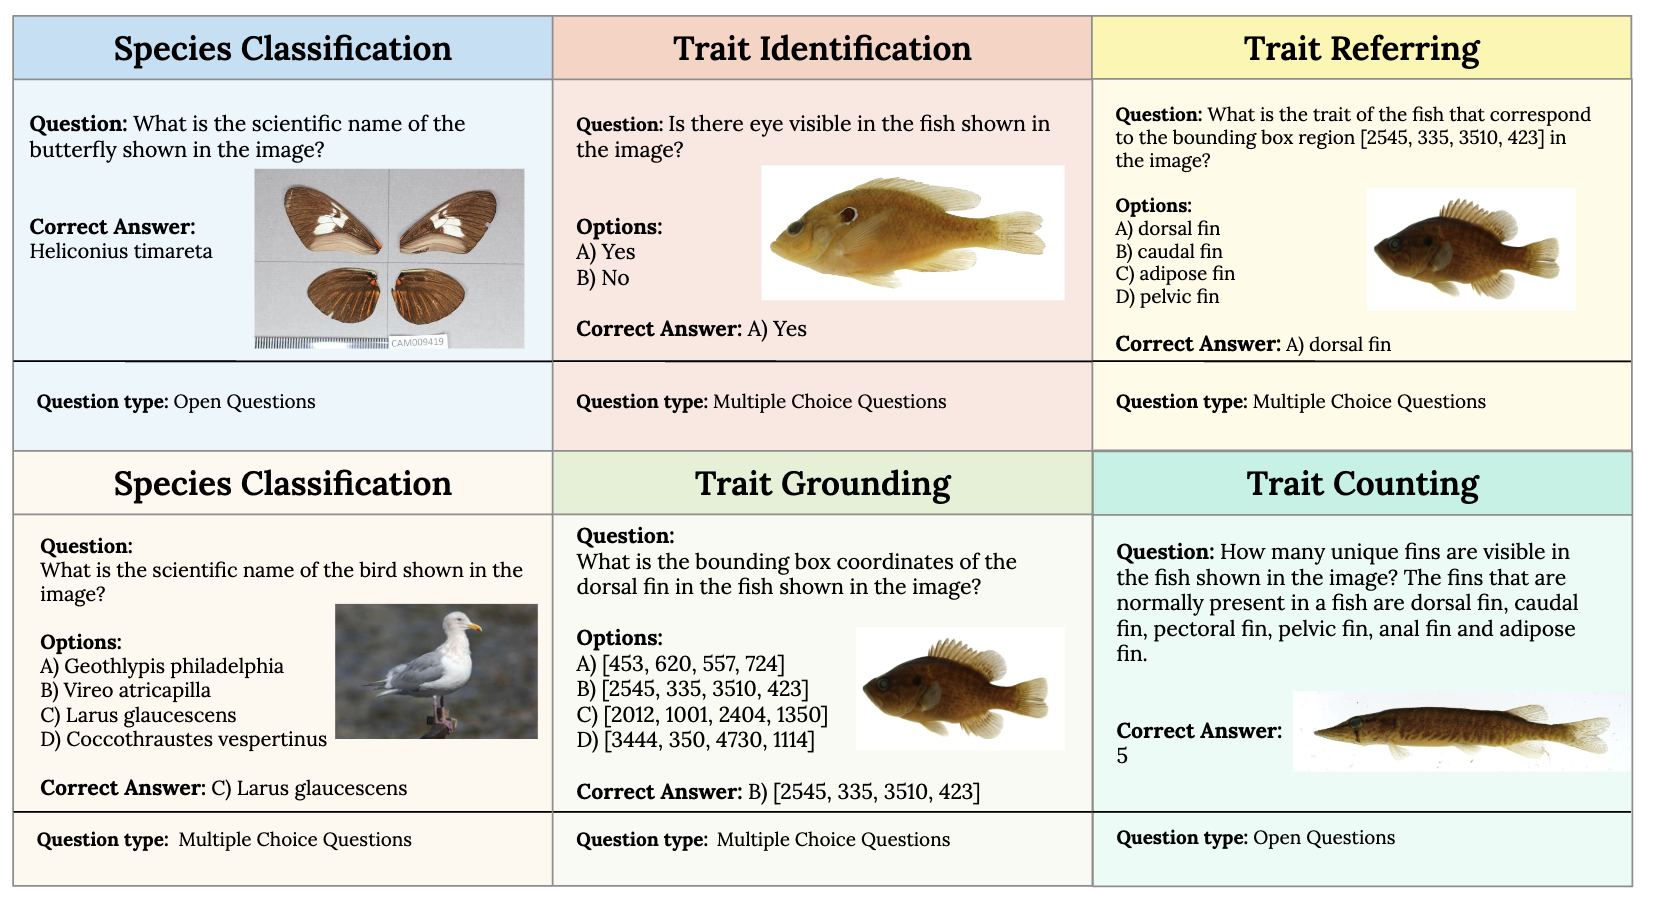 Species Classification
Question: What is the scientific name of the
butterfly shown in the image?
Correct Answer:
Heliconius timareta
CAM009419
Question type: Open Questions
Trait Identification
Question: Is there eye visible in the fish shown in
the image?
Options:
A) Yes
B) No
Correct Answer: A) Yes
Question type: Multiple Choice Questions
Trait Referring
Question: What is the trait of the fish that correspond
to the bounding box region [2545, 335, 3510, 423] in
the image?
Options:
A) dorsal fin
B) caudal fin
C) adipose fin
D) pelvic fin
Correct Answer: A) dorsal fin
Question type: Multiple Choice Questions
Species Classification
Question:
What is the scientific name of the bird shown in the
image?
Options:
A) Geothlypis philadelphia
B) Vireo atricapilla
C) Larus glaucescens
D) Coccothraustes vespertinus
Correct Answer: C) Larus glaucescens
Question type: Multiple Choice Questions
Trait Grounding
Question:
What is the bounding box coordinates of the
dorsal fin in the fish shown in the image?
Options:
A) [453, 620, 557, 724]
B) [2545, 335, 3510, 423]
C) [2012, 1001, 2404, 1350]
D) [3444, 350, 4730, 1114]
Correct Answer: B) [2545, 335, 3510, 423]
Question type: Multiple Choice Questions
Trait Counting
Question: How many unique fins are visible in
the fish shown in the image? The fins that are
normally present in a fish are dorsal fin, caudal
fin, pectoral fin, pelvic fin, anal fin and adipose
fin.
Correct Answer:
5
Question type: Open Questions